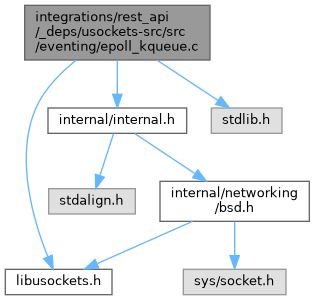 integrations/rest_api
/_deps/usockets-src/src
/eventing/epoll_kqueue.c
internal/internal.h
stdlib.h
stdalign.h
internal/networking
/bsd.h
libusockets.h
sys/socket.h